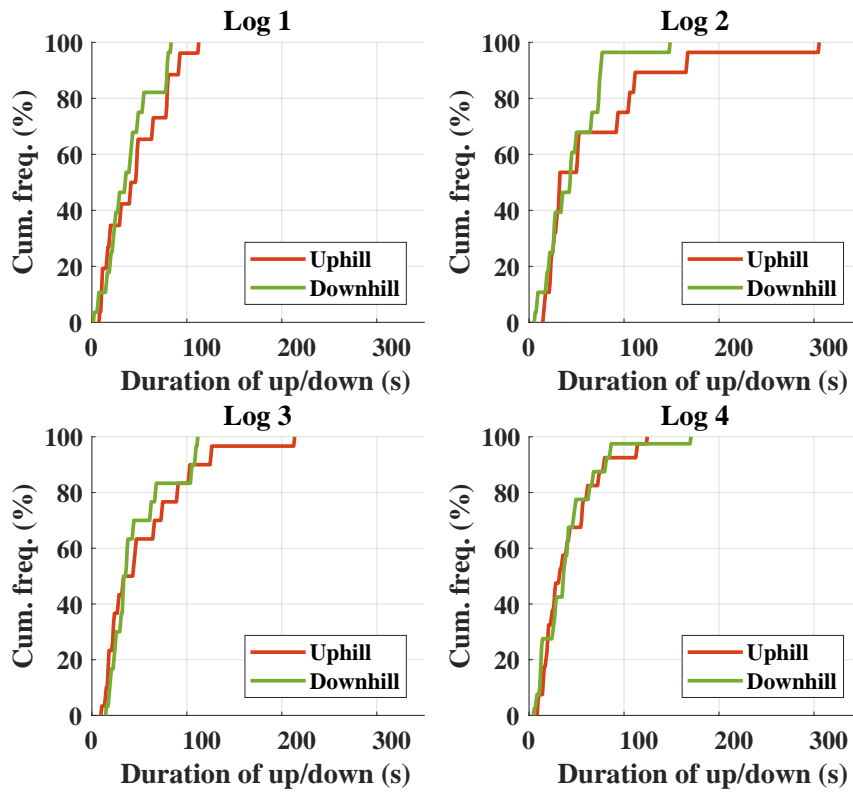 Log 1
Cum. freq. (%)
100
80
60
40
20
0
Uphill
Downhill
0 100 200 300
Duration of up/down (s)
Log 2
Cum. freq. (%)
100
80
60
40
20
0
Uphill
Downhill
0 100 200 300
Duration of up/down (s)
Log 3
Cum. freq. (%)
100
80
60
40
20
0
Uphill
Downhill
0 100 200 300
Duration of up/down (s)
Log 4
Cum. freq. (%)
100
80
60
40
20
0
Uphill
Downhill
0 100 200 300
Duration of up/down (s)